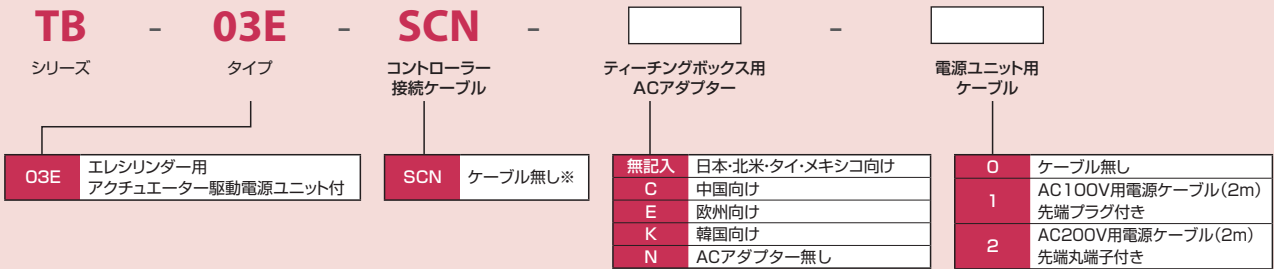 TB - 03E - SCN - -
シリーズ
タイプ
コントローラー
接続ケーブル
ティーチングボックス用
ACアダプター
電源ユニット用
ケーブル
03E エレシリンダー用
アクチュエーター駆動電源ユニット付
SCN ケーブル無し※
無記入 日本・北米・タイ・メキシコ向け
C 中国向け
E 欧州向け
K 韓国向け
N ACアダプター無し
0 ケーブル無し
1 AC100V用電源ケーブル(2m)
先端プラグ付き
2 AC200V用電源ケーブル(2m)
先端丸端子付き